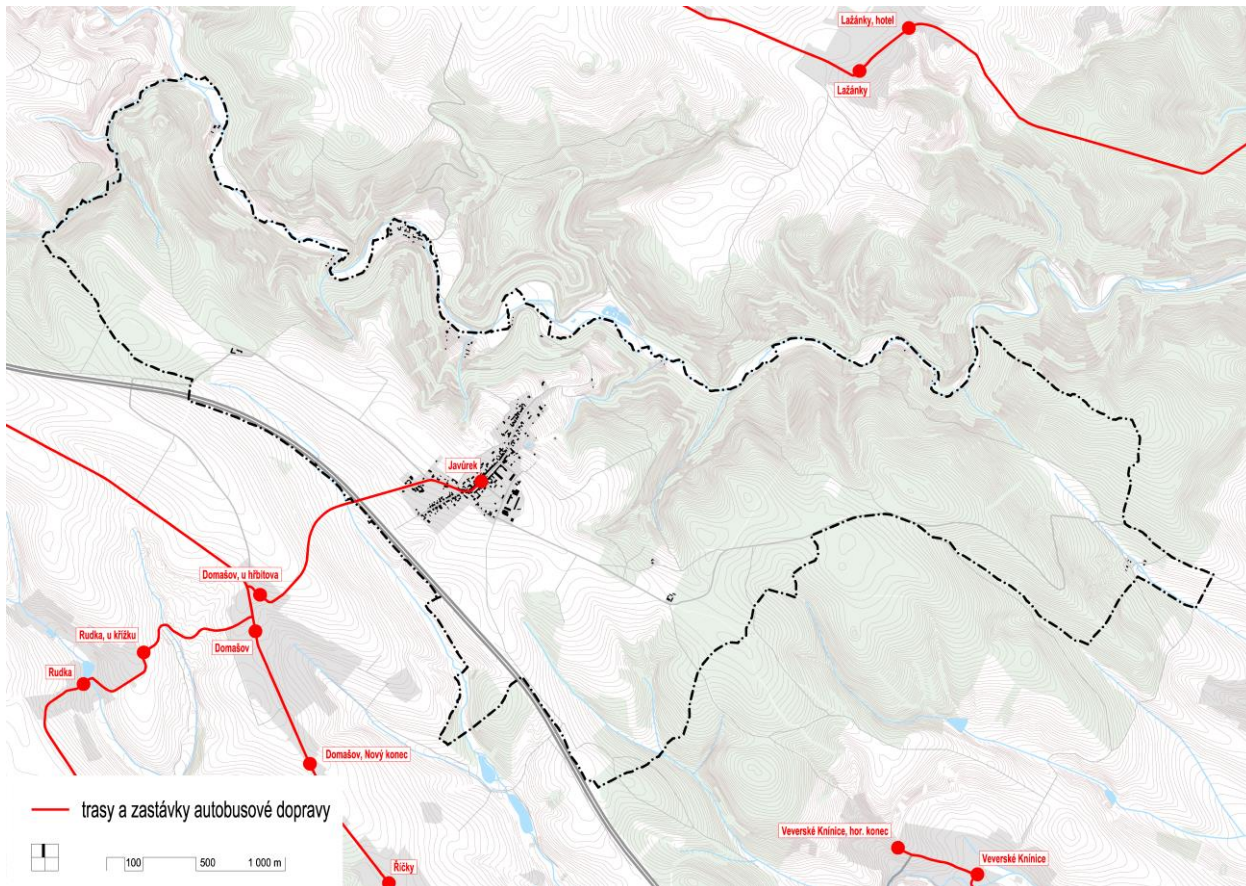 Lažánky, hotel
Lažánky
Javůrek
Domašov, u hřbitova
Rudka, u křížku
Domašov
Rudka
Domašov, Nový konec
trasy a zastávky autobusové dopravy
Veverské Knínice, hor. konec
Veverské Knínice
100 500 1 000 m
Říčky